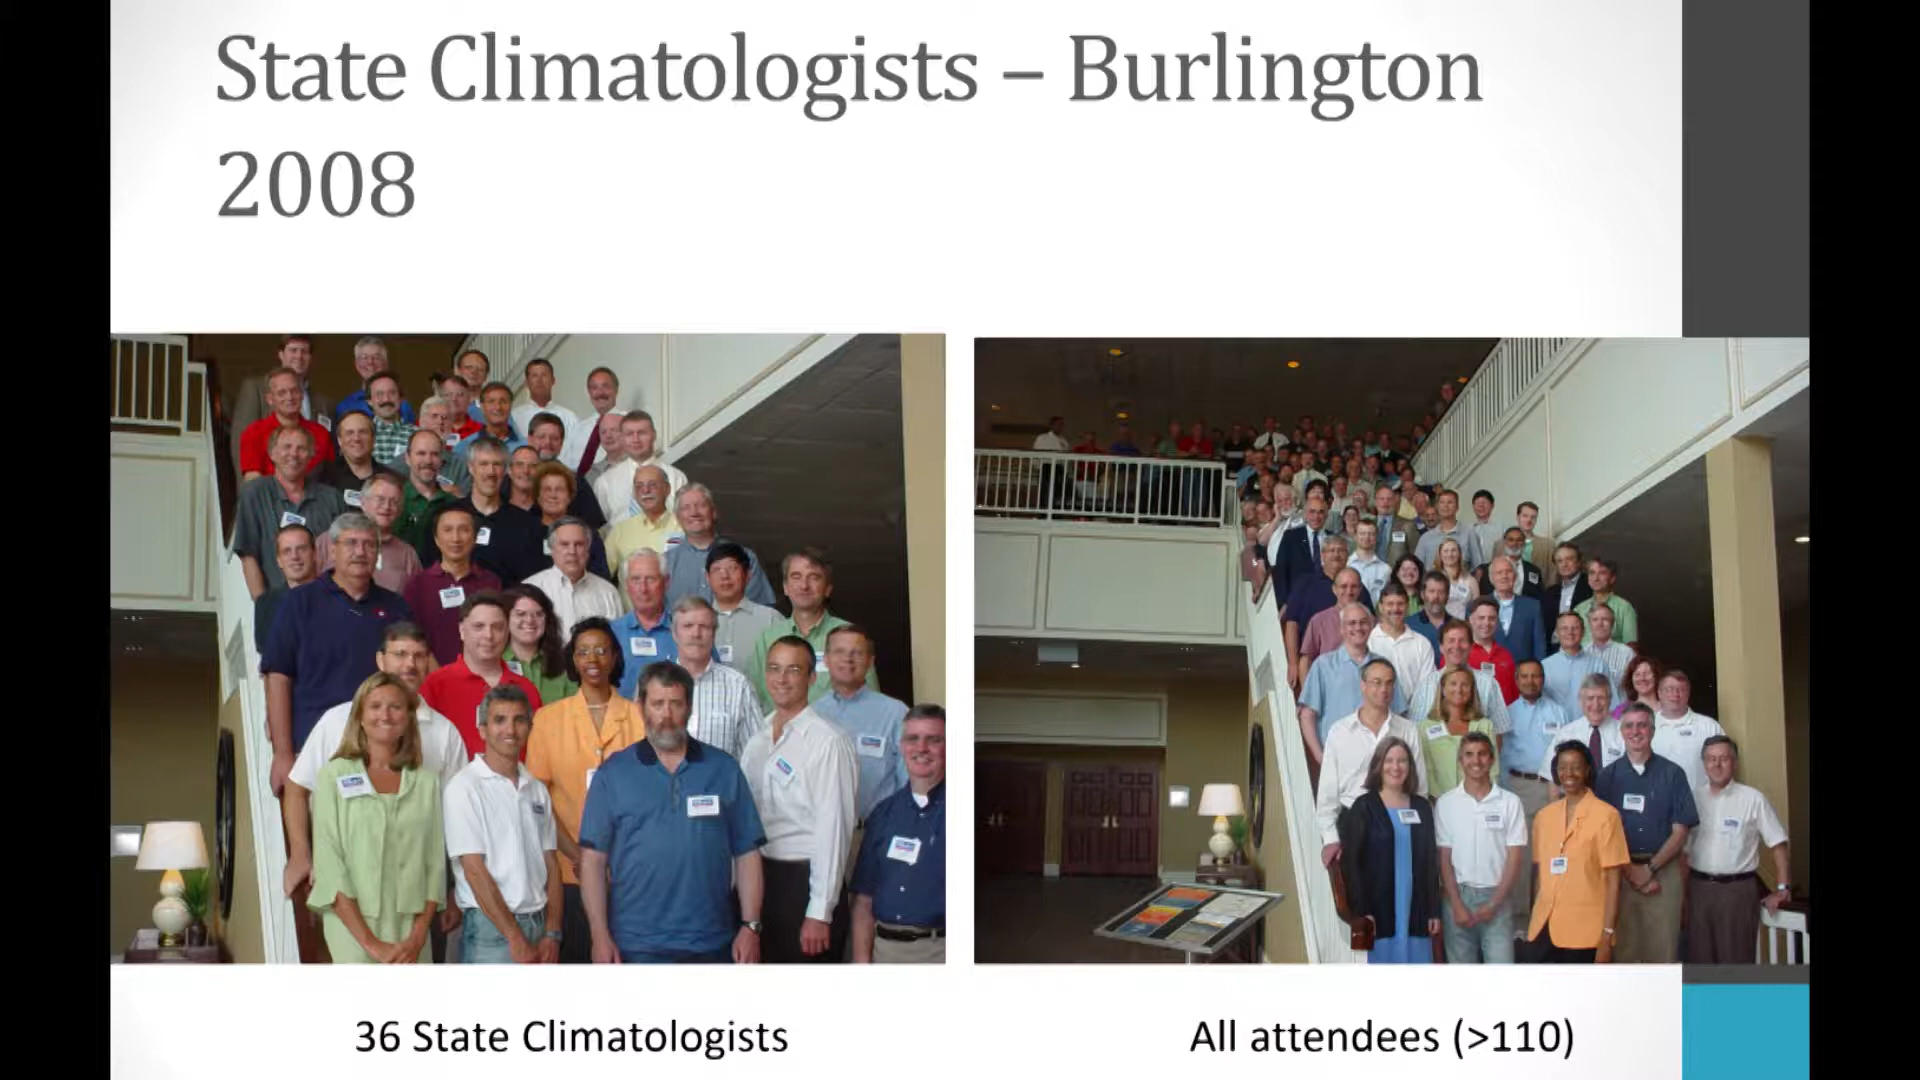 State Climatologists – Burlington
2008
36 State Climatologists
All attendees (>110)